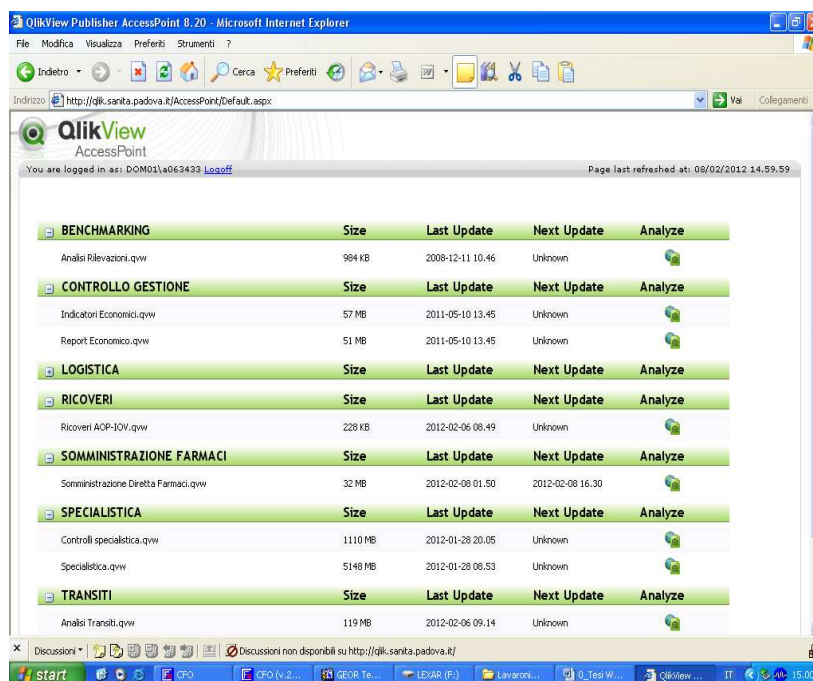 QlikView Publisher AccessPoint 8.20 - Microsoft Internet Explorer
File Modifica Visualizza Preferiti Strumenti ?
Indietro Cerca Preferiti
Indirizzo http://qlik.sanita.padova.it/AccessPoint/Default.aspx Vai Collegamenti
QlikView
AccessPoint
You are logged in as: DOM01\a063433 Logoff Page last refreshed at: 08/02/2012 14.59.59
BENCHMARKING Size Last Update Next Update Analyze
Analisi Rilevazioni.qvw 984 KB 2008-12-11 10.46 Unknown
CONTROLLO GESTIONE Size Last Update Next Update Analyze
Indicatori Economici.qvw 57 MB 2011-05-10 13.45 Unknown
Report Economico.qvw 51 MB 2011-05-10 13.45 Unknown
LOGISTICA Size Last Update Next Update Analyze
RICOVERI Size Last Update Next Update Analyze
Ricoveri AOP-IOV.qvw 228 KB 2012-02-06 08.49 Unknown
SOMMINISTRAZIONE FARMACI Size Last Update Next Update Analyze
Somministrazione Diretta Farmaci.qvw 32 MB 2012-02-08 01.50 2012-02-08 16.30
SPECIALISTICA Size Last Update Next Update Analyze
Controlli specialistica.qvw 1110 MB 2012-01-28 20.05 Unknown
Specialistica.qvw 5148 MB 2012-01-28 08.53 Unknown
TRANSITI Size Last Update Next Update Analyze
Analisi Transiti.qvw 119 MB 2012-02-06 09.14 Unknown
Discussioni Discussioni non disponibili su http://qlik.sanita.padova.it/
start CFO CFO (v.2... GEOR Te... LEXAR (F:) Lavaroni... 0_Tesi W... QlikView ... IT 15.00